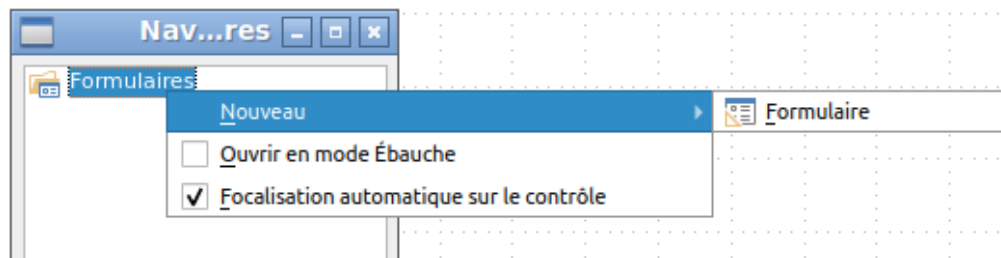 Nav...res
Formulaires
Nouveau
Formulaire
Ouvrir en mode Ébauche
Focalisation automatique sur le contrôle